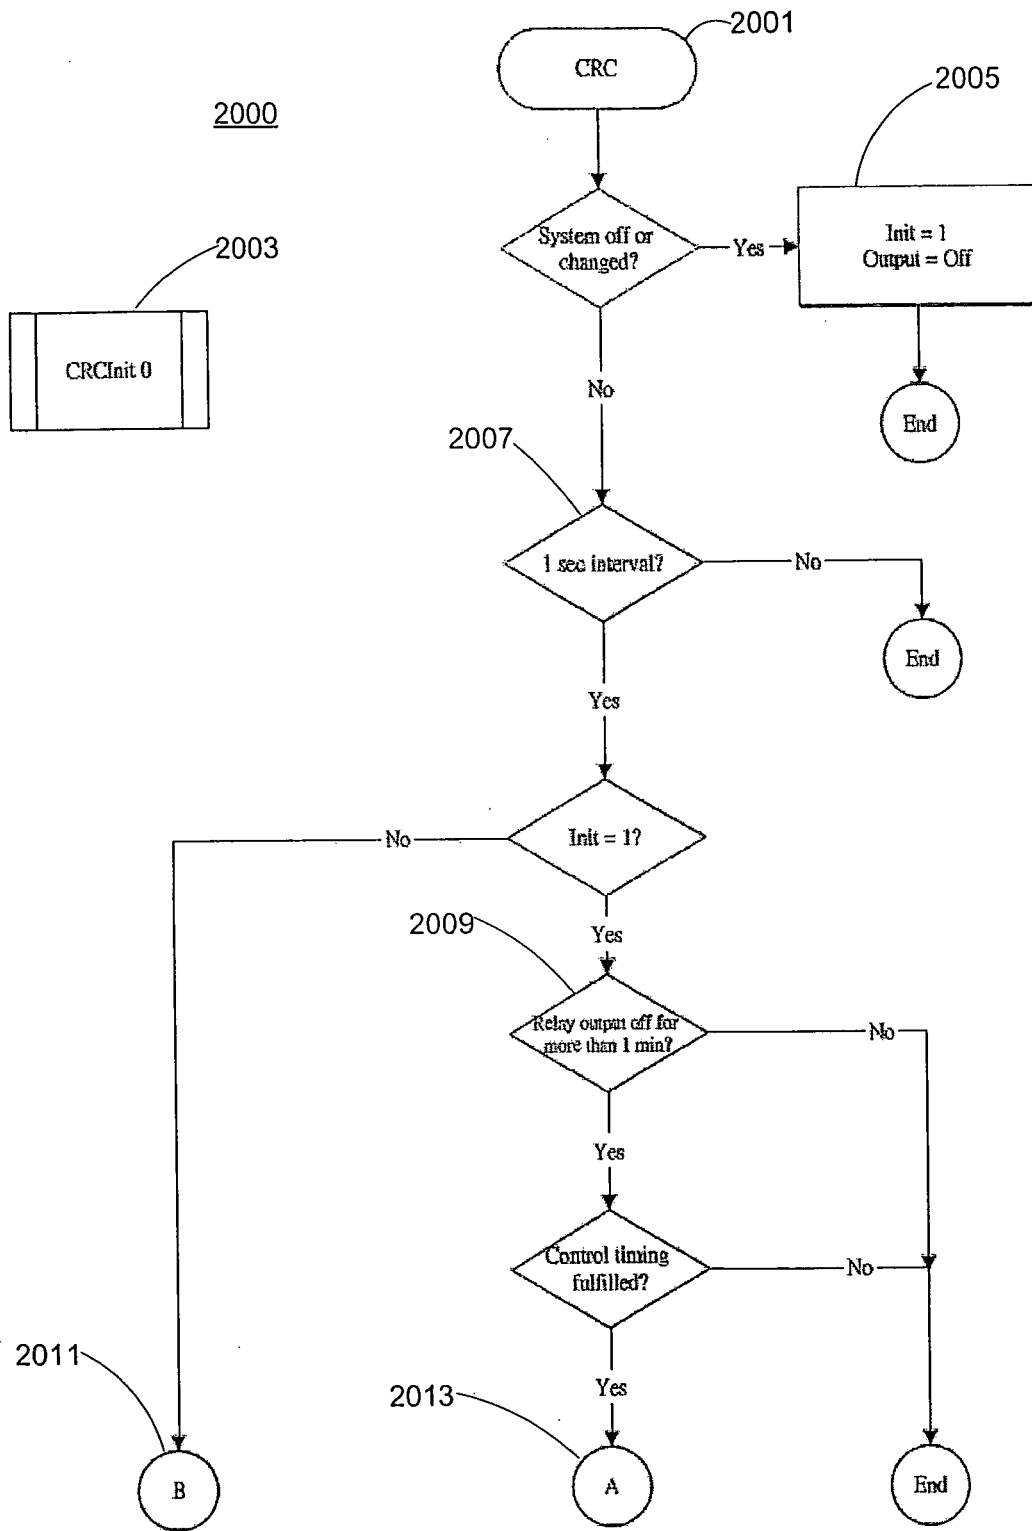 2001
CRC
2000
2005
System off or
changed?
Yes
Init = 1
Output = Off
2003
CRCInit 0
No
End
2007
1 sec interval?
No
End
Yes
Init = 1?
No
2009
Yes
Relay output off for
more than 1 min?
No
Yes
Control timing
fulfilled?
No
2011
2013
Yes
B
A
End